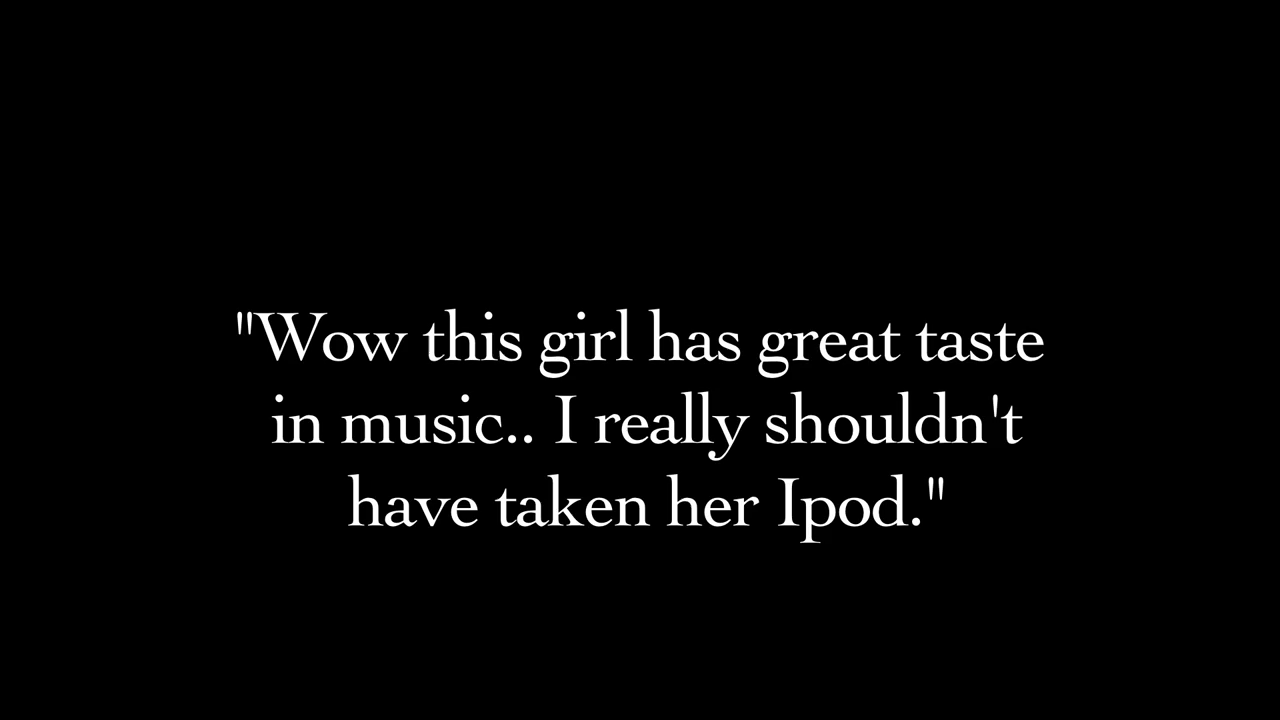 "Wow this girl has great taste
in music.. I really shouldn't
have taken her Ipod."